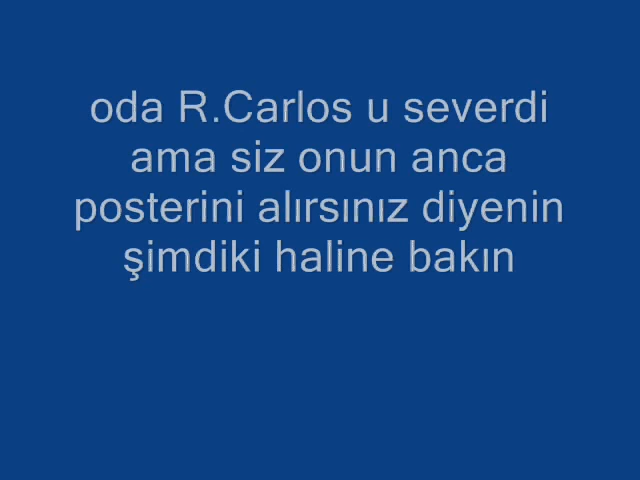 oda R.Carlos u severdi
ama siz onun anca
posterini alırsınız diyenin
şimdiki haline bakın